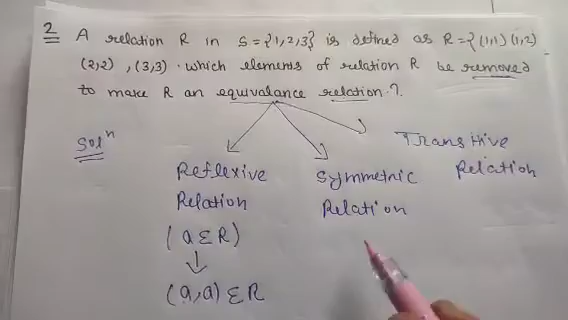 2 A relation R in S = {1,2,3} is defined as R = {(1,1) (1,2)
(2,2) , (3,3) . which elements of relation R be removed
to make R an equivalance relation ?.
Solⁿ
Reflexive
Relation
Symmetric
Relation
Transitive
Relation
(a Σ R)
(a,a) Σ R